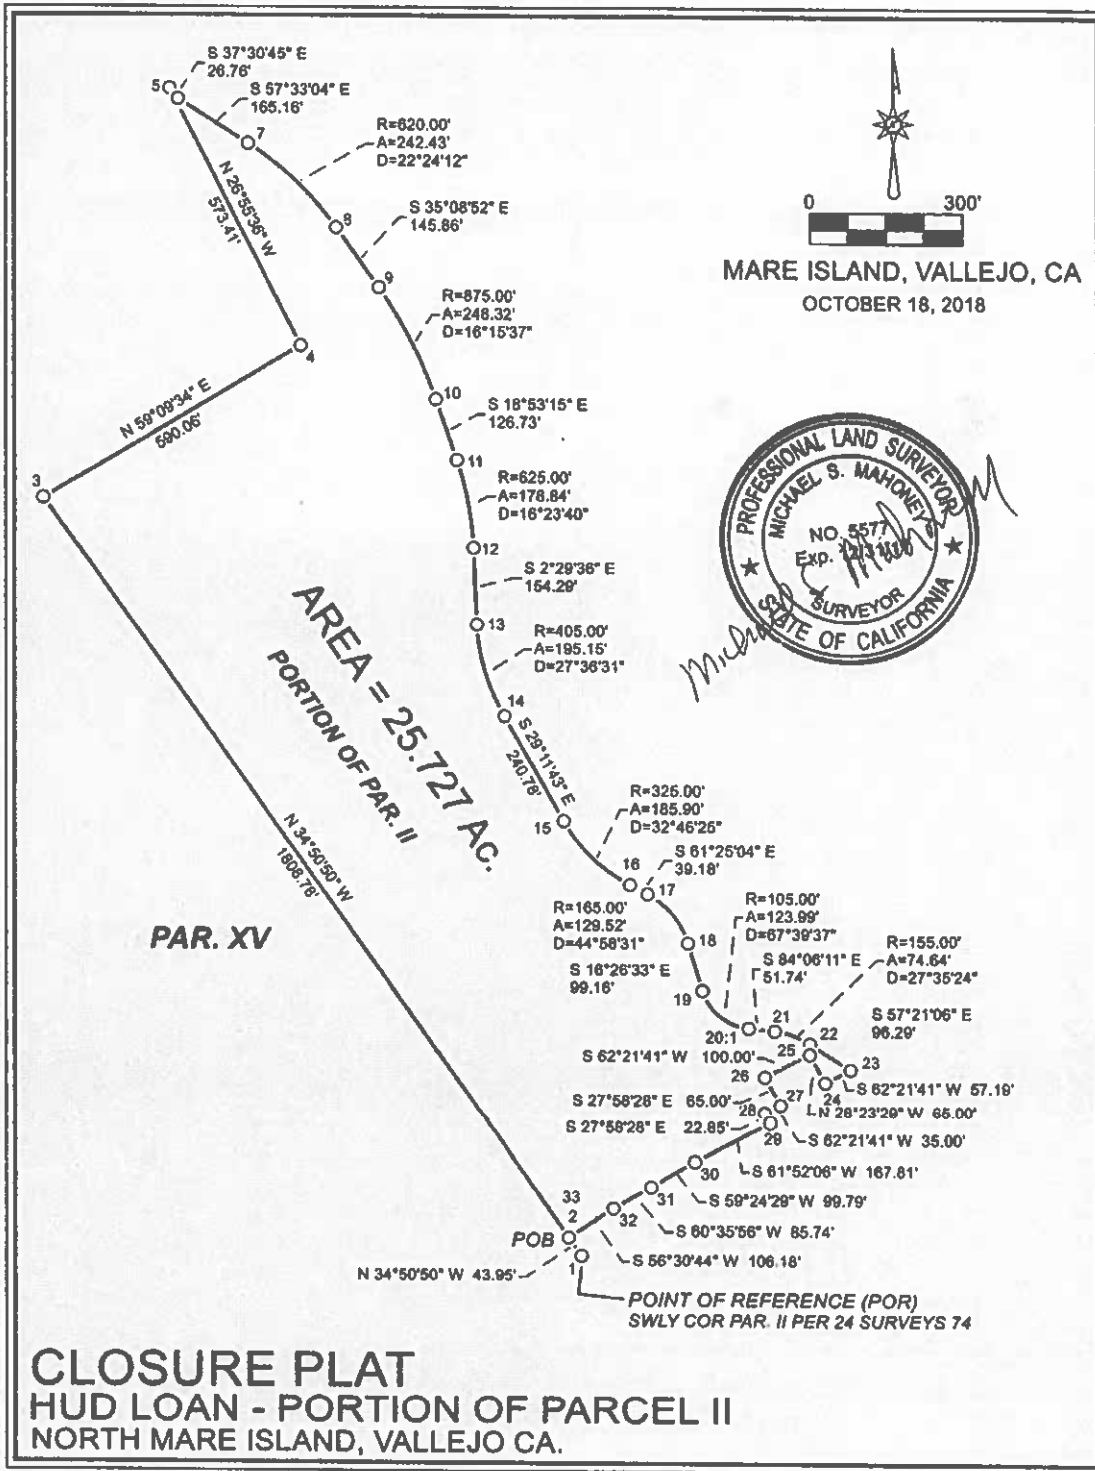 S 37°30'45" E
26.76'
5
S 57°33'04" E
165.16'
7
R=620.00'
A=242.43'
D=22°24'12"
N 26°55'36" W
573.41'
8
S 35°08'52" E
145.86'
9
0 300'
MARE ISLAND, VALLEJO, CA
OCTOBER 18, 2018
R=875.00'
A=248.32'
D=16°15'37"
4
N 59°09'34" E
590.06'
10
S 18°53'15" E
126.73'
3
11
R=625.00'
A=178.84'
D=16°23'40"
PROFESSIONAL LAND SURVEYOR
MICHAEL S. MAHONEY
NO. 5577
Exp.
SURVEYOR
STATE OF CALIFORNIA
12
S 2°29'36" E
154.29'
13
R=405.00'
A=195.15'
D=27°36'31"
AREA = 25.727 AC.
PORTION OF PAR. II
14
S 29°11'43" E
240.78'
15
R=325.00'
A=185.90'
D=32°46'25"
N 34°50'50" W
1808.78'
16
S 61°25'04" E
39.18'
17
PAR. XV
R=165.00'
A=129.52'
D=44°58'31"
18
R=105.00'
A=123.99'
D=67°39'37"
S 16°26'33" E
99.16'
19
S 84°06'11" E
51.74'
R=155.00'
A=74.64'
D=27°35'24"
20:1
21
22
S 57°21'06" E
96.29'
25
S 62°21'41" W 100.00'
26
23
S 62°21'41" W 57.19'
24
S 27°58'28" E 65.00'
27
N 28°23'29" W 65.00'
28
S 27°58'28" E 22.85'
29
S 62°21'41" W 35.00'
30
S 61°52'06" W 167.81'
31
S 59°24'29" W 99.79'
33
2
32
S 60°35'56" W 85.74'
POB
S 56°30'44" W 106.18'
N 34°50'50" W 43.95'
1
POINT OF REFERENCE (POR)
SWLY COR PAR. II PER 24 SURVEYS 74
CLOSURE PLAT
HUD LOAN - PORTION OF PARCEL II
NORTH MARE ISLAND, VALLEJO CA.